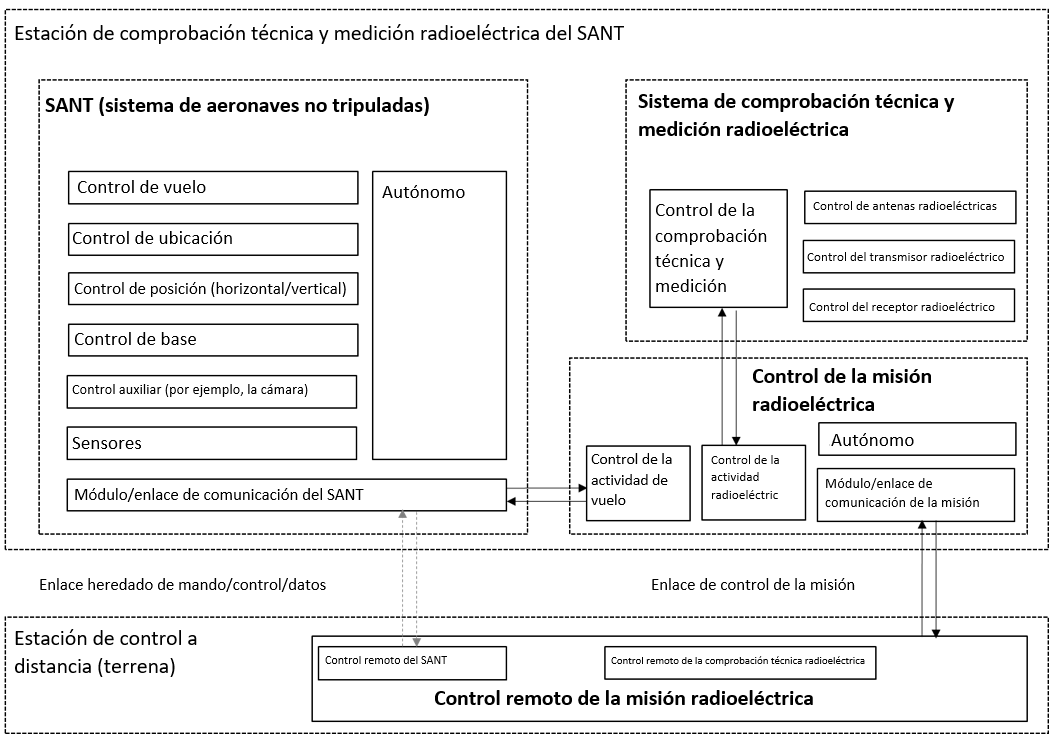 Estación de comprobación técnica y medición radioeléctrica del SANT
SANT (sistema de aeronaves no tripuladas)
Control de vuelo
Control de ubicación
Control de posición (horizontal/vertical)
Control de base
Control auxiliar (por ejemplo, la cámara)
Sensores
Autónomo
Módulo/enlace de comunicación del SANT
Sistema de comprobación técnica y
medición radioeléctrica
Control de la
comprobación
técnica y
medición
Control de antenas radioeléctricas
Control del transmisor radioeléctrico
Control del receptor radioeléctrico
Control de la misión
radioeléctrica
Control de la
actividad de
vuelo
Control de la
actividad
radioeléctric
Autónomo
Módulo/enlace de
comunicación de la misión
Enlace heredado de mando/control/datos
Enlace de control de la misión
Estación de control a
distancia (terrena)
Control remoto del SANT
Control remoto de la comprobación técnica radioeléctrica
Control remoto de la misión radioeléctrica